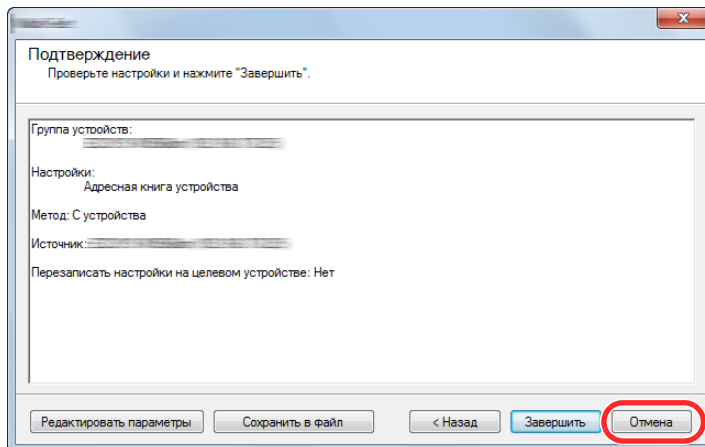 Подтверждение
Проверьте настройки и нажмите "Завершить".
Группа устройств:
Настройки:
Адресная книга устройства
Метод: С устройства
Источник:
Перезаписать настройки на целевом устройстве: Нет
Редактировать параметры Сохранить в файл < Назад Завершить Отмена